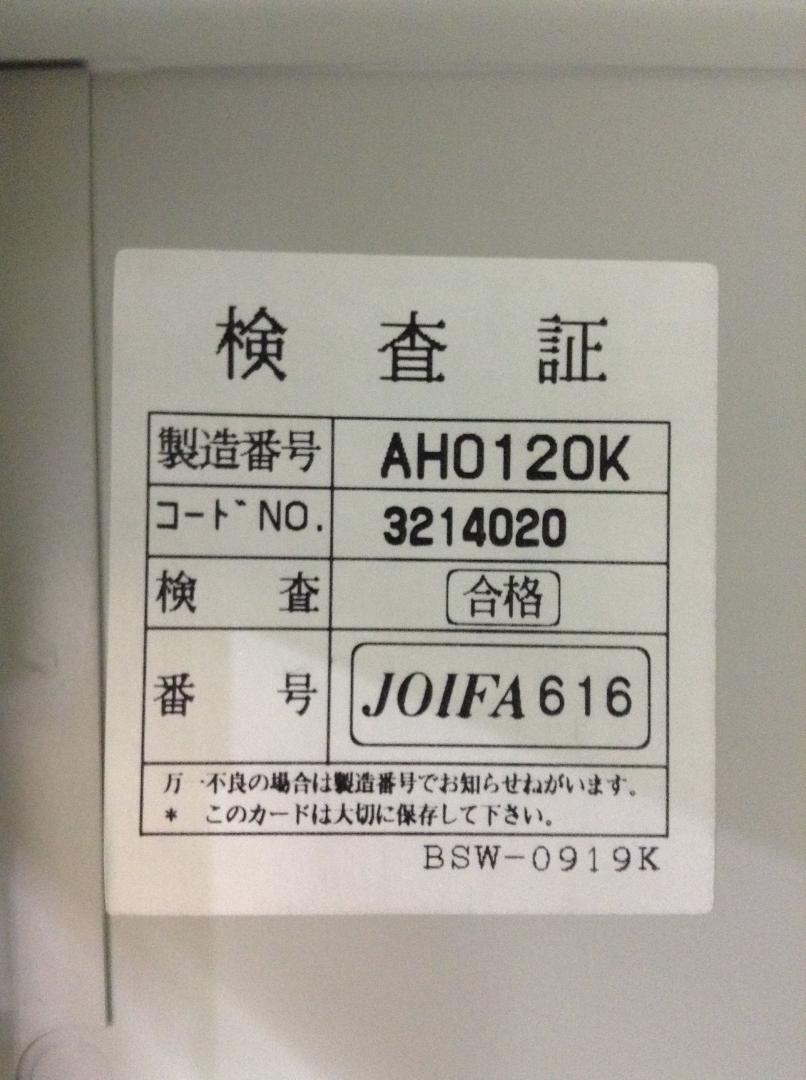 検査証
製造番号 AH0120K
コードNO. 3214020
検査 合格
番号 JOIFA 616
万一不良の場合は製造番号でお知らせねがいます。
* このカードは大切に保存して下さい。
BSW-0919K